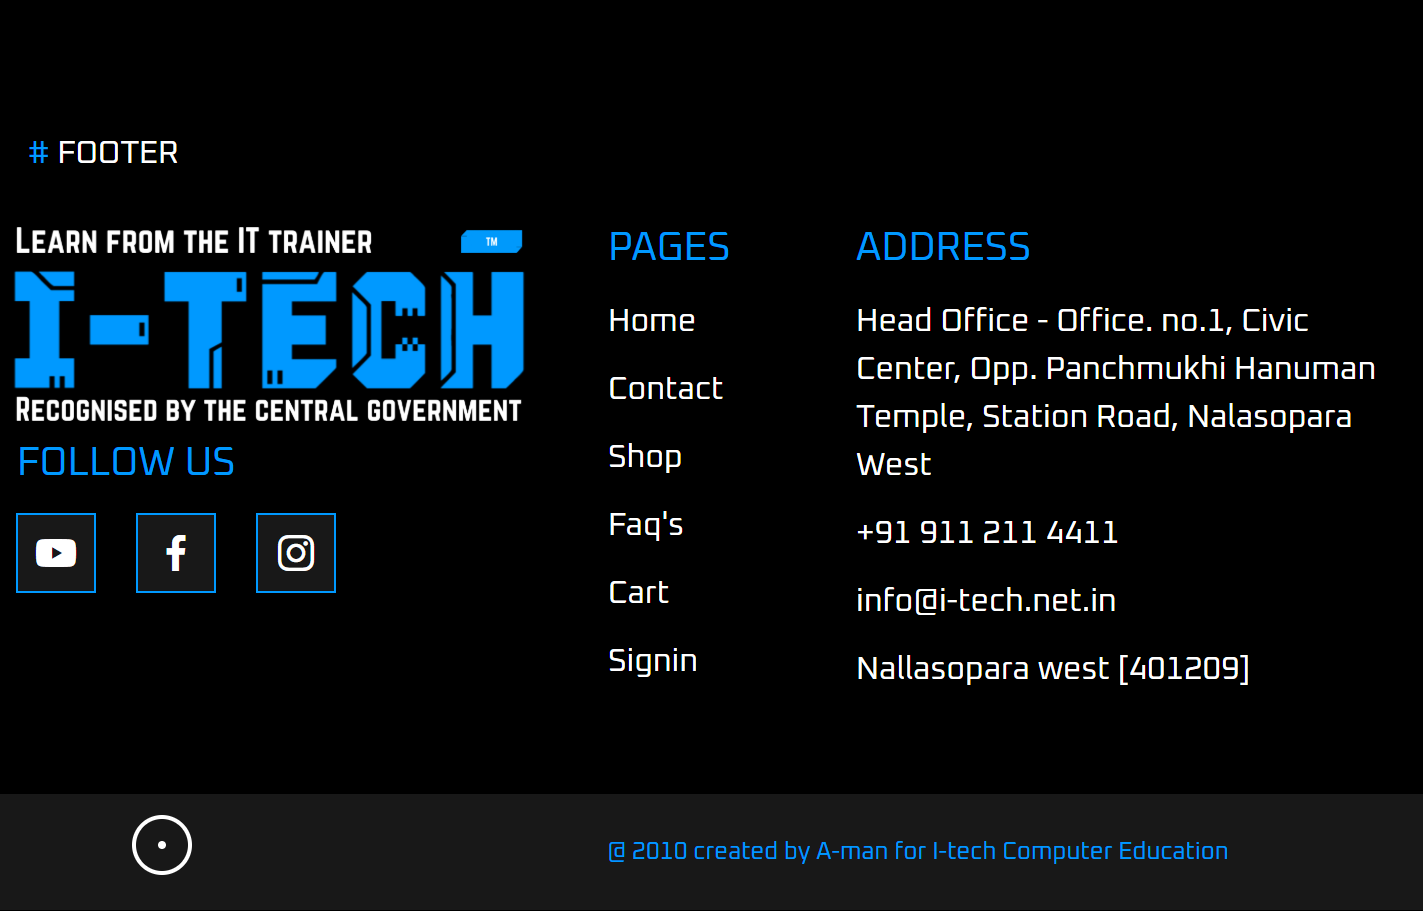 # FOOTER
LEARN FROM THE IT TRAINER
TM
I-TECH
RECOGNISED BY THE CENTRAL GOVERNMENT
FOLLOW US
PAGES
Home
Contact
Shop
Faq's
Cart
Signin
ADDRESS
Head Office - Office. no.1, Civic
Center, Opp. Panchmukhi Hanuman
Temple, Station Road, Nalasopara
West
+91 911 211 4411
info@i-tech.net.in
Nallasopara west [401209]
@ 2010 created by A-man for I-tech Computer Education